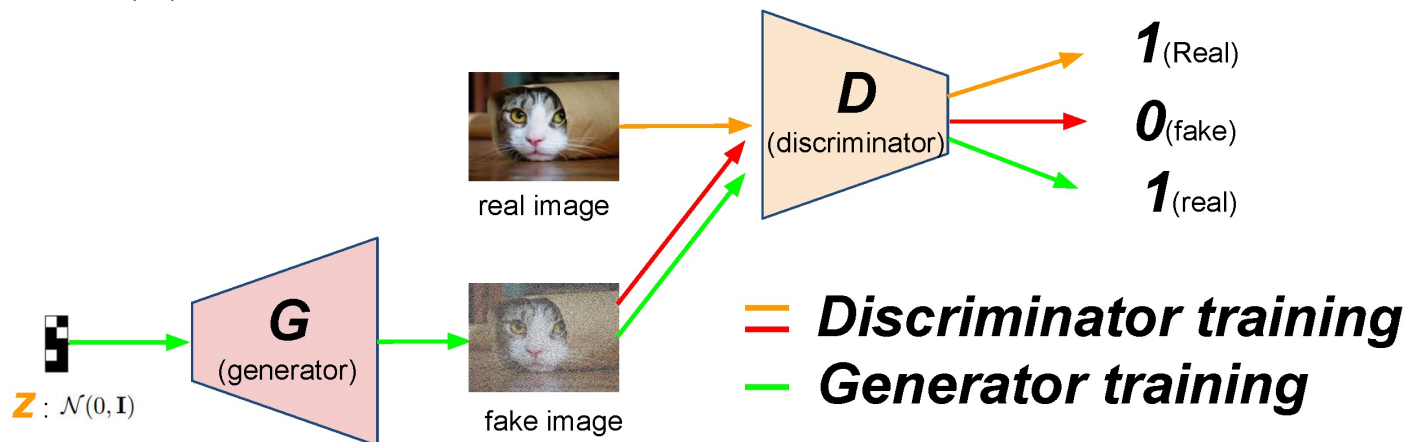 D
(discriminator)
1(Real)
0(fake)
1(real)
real image
G
(generator)
z : 𝒩(0, I)
fake image
Discriminator training
Generator training